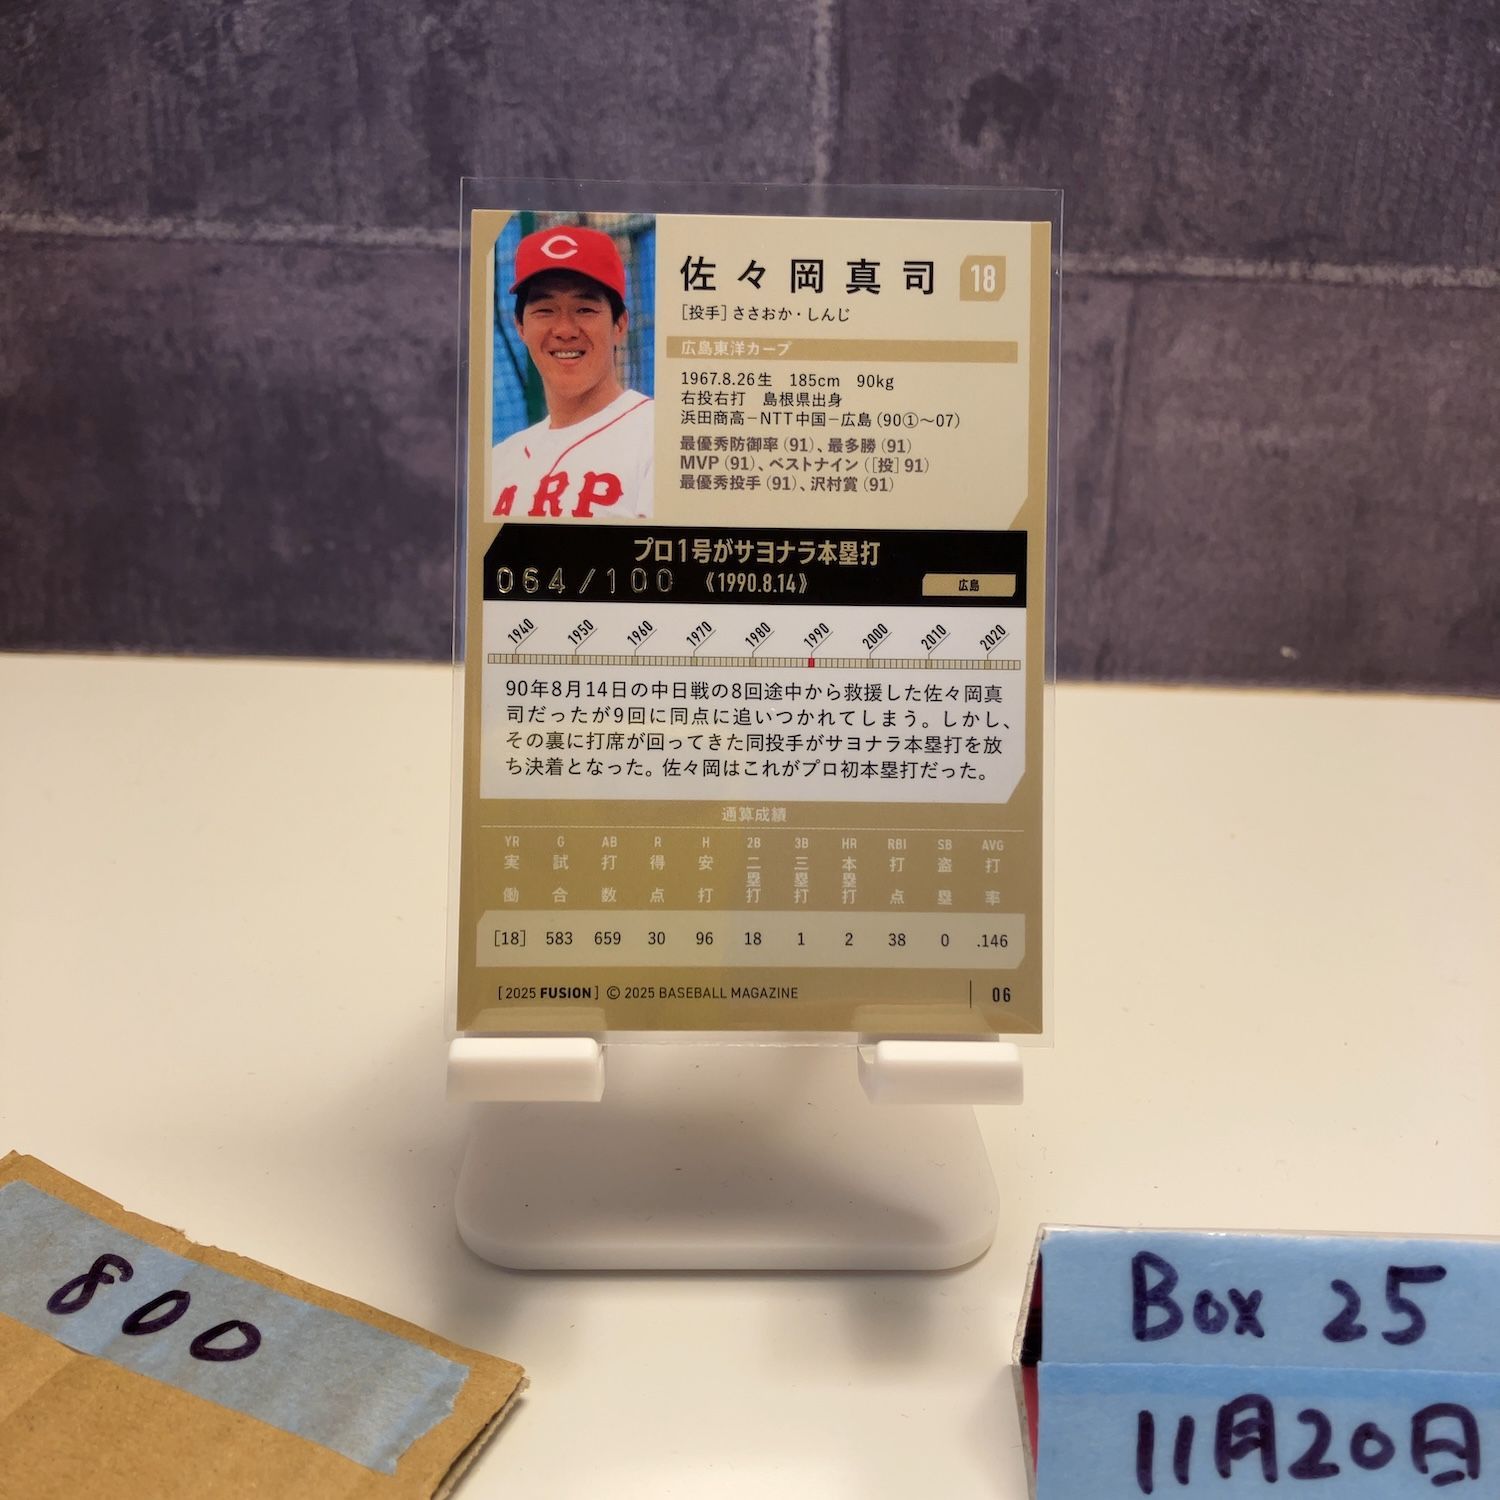 C
ARP
佐々岡真司 18
[投手]ささおか・しんじ
広島東洋カープ
1967.8.26生 185cm 90kg
右投右打 島根県出身
浜田商高−NTT中国−広島(90①〜07)
最優秀防御率(91)、最多勝(91)
MVP(91)、ベストナイン([投]91)
最優秀投手(91)、沢村賞(91)
プロ1号がサヨナラ本塁打
064/100 《1990.8.14》 広島
1940 1950 1960 1970 1980 1990 2000 2010 2020
90年8月14日の中日戦の8回途中から救援した佐々岡真
司だったが9回に同点に追いつかれてしまう。しかし、
その裏に打席が回ってきた同投手がサヨナラ本塁打を放
ち決着となった。佐々岡はこれがプロ初本塁打だった。
通算成績
YR G AB R H 2B 3B HR RBI SB AVG
実働 試合 打数 得点 安打 二塁打 三塁打 本塁打 打点 盗塁 打率
[18] 583 659 30 96 18 1 2 38 0 .146
[2025 FUSION] © 2025 BASEBALL MAGAZINE 06
800
Box 25
11月20日